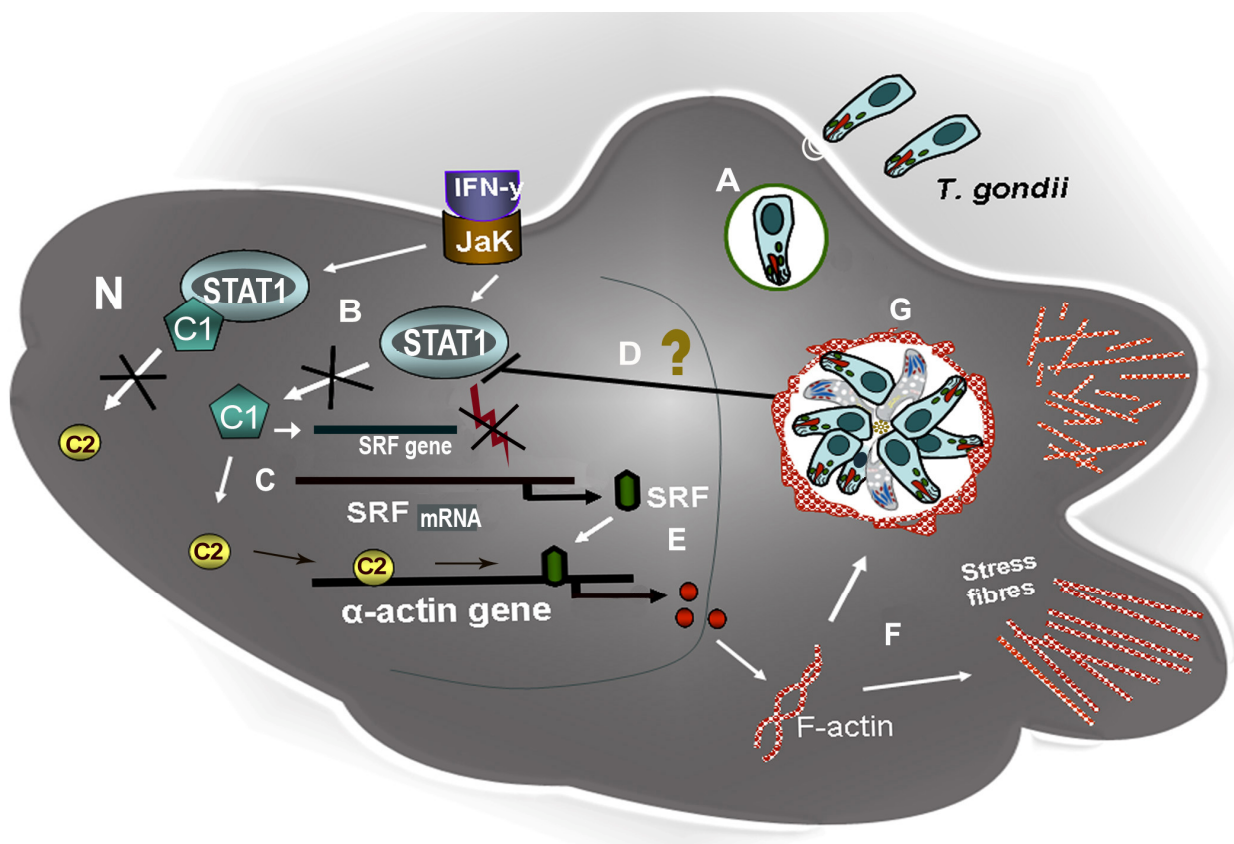 A
T. gondii
IFN-y
JaK
N
STAT1
C1
B
STAT1
D
?
G
C1
SRF gene
C2
C
SRF mRNA
SRF
E
C2
C2
α-actin gene
Stress
fibres
F
F-actin